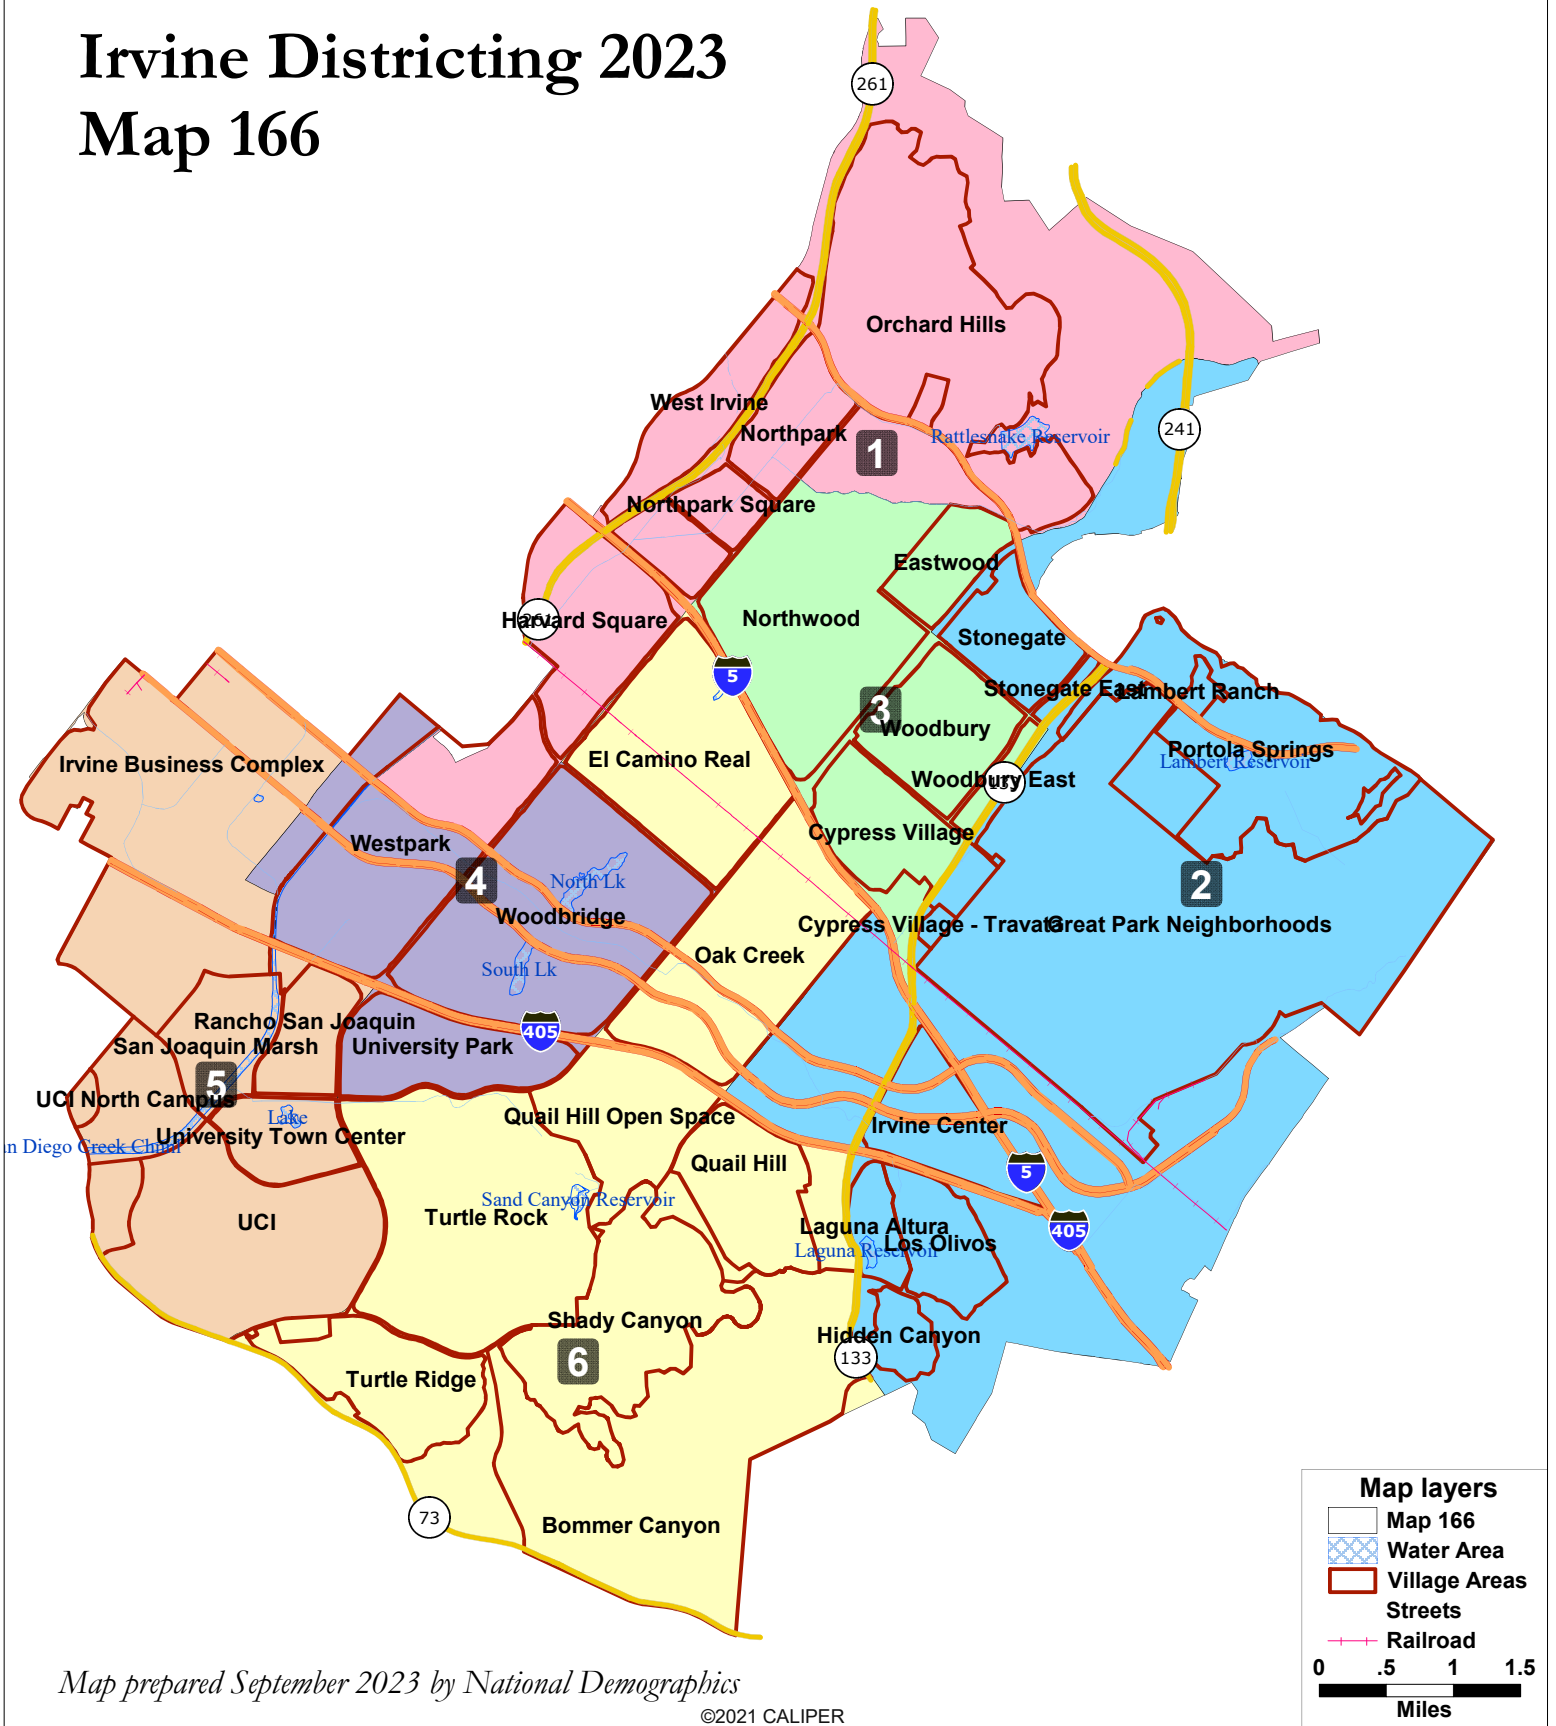 Irvine Districting 2023
Map 166
261
Orchard Hills
West Irvine
Northpark
1
Rattlesnake Reservoir
241
Northpark Square
Eastwood
261
Harvard Square
Northwood
Stonegate
5
Stonegate East
Lambert Ranch
3
Woodbury
Portola Springs
Lambert Reservoir
El Camino Real
Irvine Business Complex
Woodbury East
133
Cypress Village
Westpark
4
North Lk
2
Woodbridge
Cypress Village - Travata
Great Park Neighborhoods
Oak Creek
South Lk
Rancho San Joaquin
405
San Joaquin Marsh
University Park
5
UCI North Campus
Lake
Quail Hill Open Space
Irvine Center
University Town Center
an Diego Creek Chnnl
Quail Hill
5
Sand Canyon Reservoir
Turtle Rock
UCI
Laguna Altura
405
Los Olivos
Laguna Reservoir
Shady Canyon
Hidden Canyon
6
133
Turtle Ridge
73
Bommer Canyon
Map layers
Map 166
Water Area
Village Areas
Streets
Railroad
0 .5 1 1.5
Miles
Map prepared September 2023 by National Demographics
©2021 CALIPER